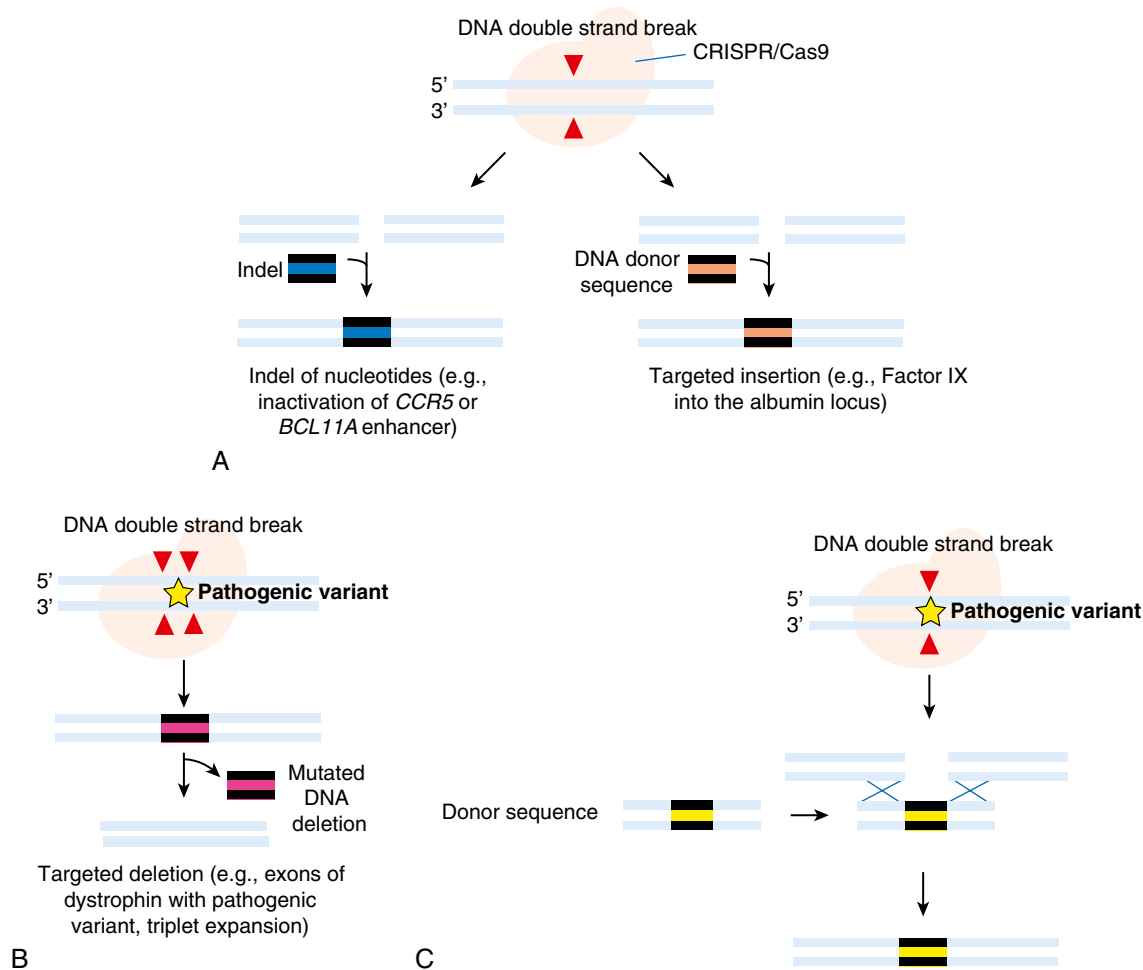 DNA double strand break
CRISPR/Cas9
5’
3’
Indel
DNA donor
sequence
Indel of nucleotides (e.g.,
inactivation of CCR5 or
BCL11A enhancer)
Targeted insertion (e.g., Factor IX
into the albumin locus)
A
DNA double strand break
5’
3’
Pathogenic variant
Mutated
DNA
deletion
Targeted deletion (e.g., exons of
dystrophin with pathogenic
variant, triplet expansion)
B
DNA double strand break
5’
3’
Pathogenic variant
Donor sequence
C